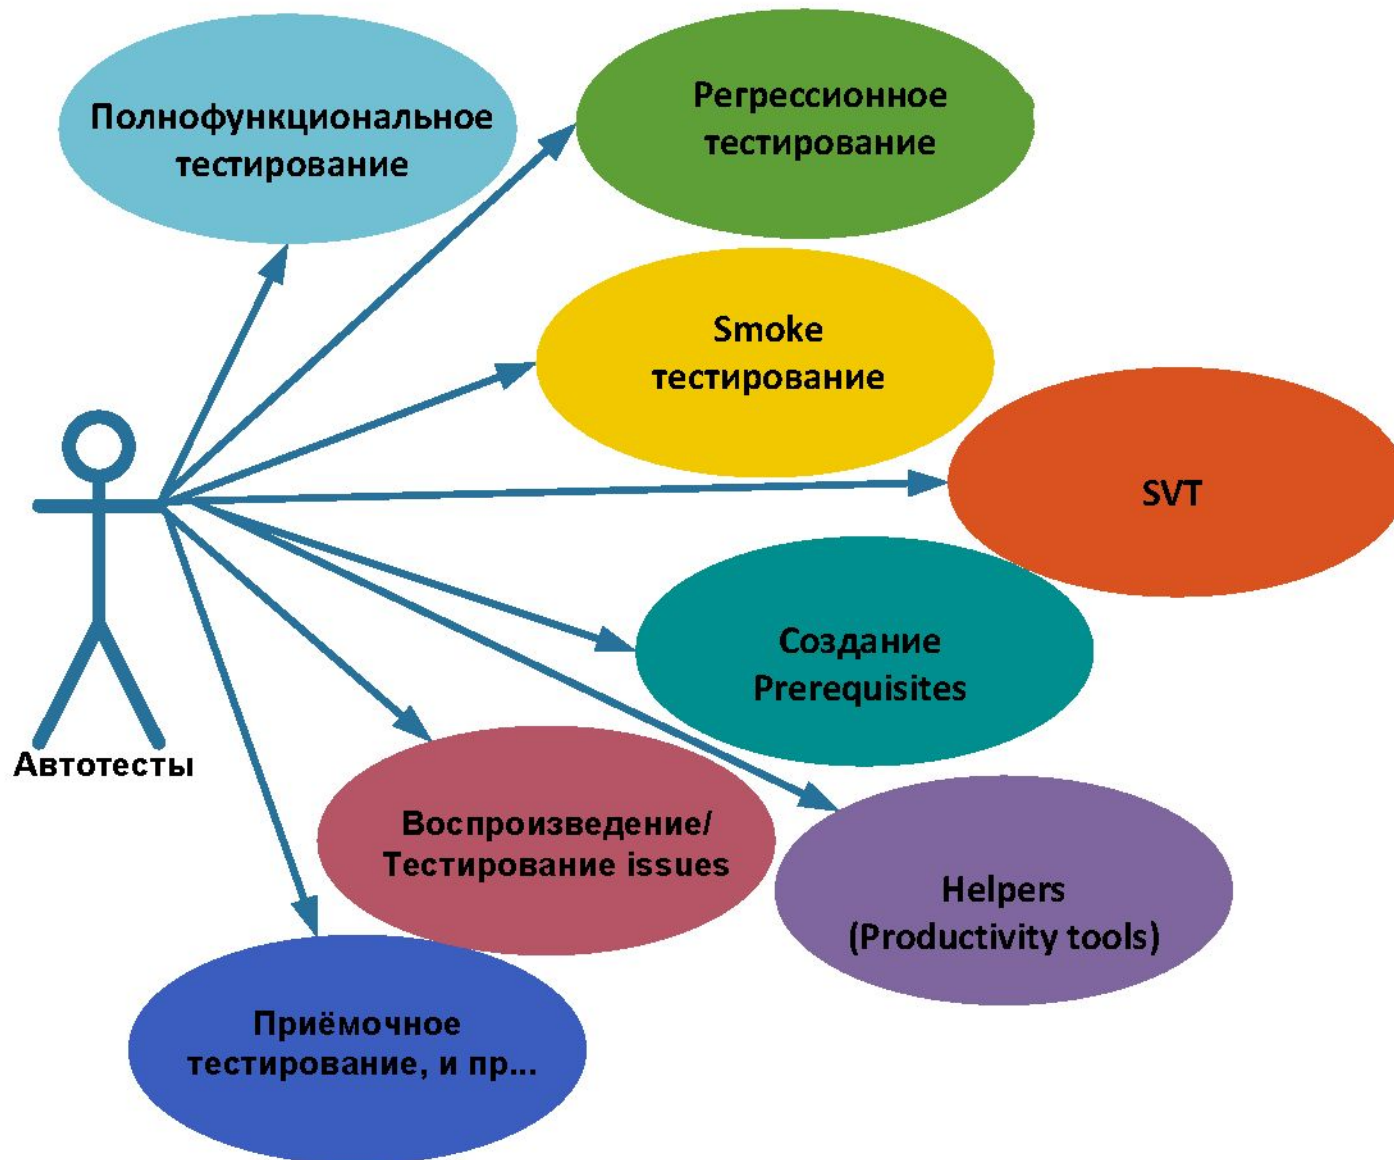 Полнофункциональное
тестирование
Регрессионное
тестирование
Smoke
тестирование
SVT
Создание
Prerequisites
Автотесты
Воспроизведение/
Тестирование issues
Helpers
(Productivity tools)
Приёмочное
тестирование, и пр...